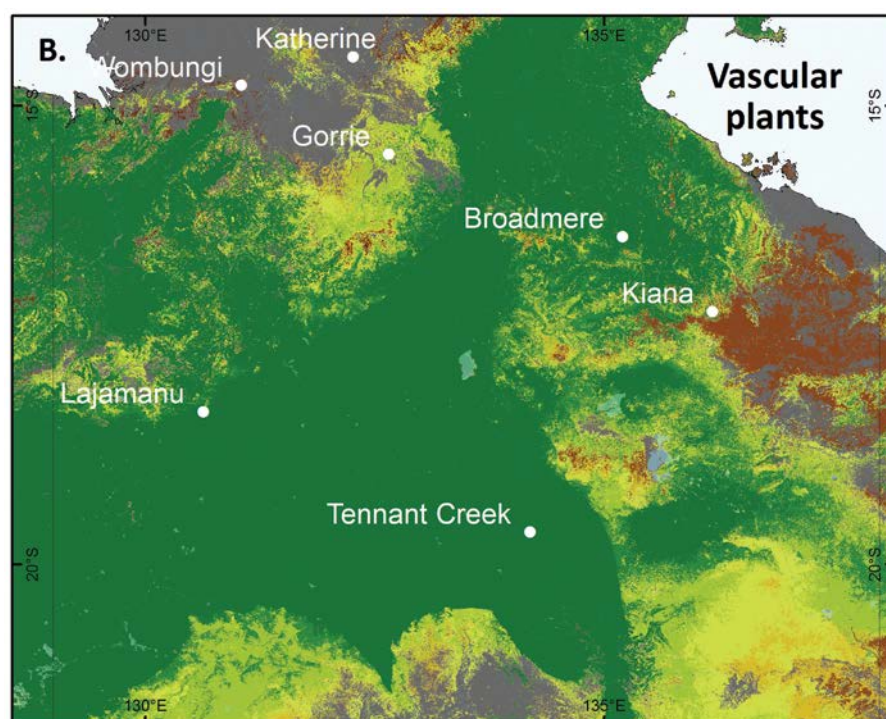 B.
130°E
135°E
Katherine
Wombungi
Vascular
plants
15°S
15°S
Gorrie
Broadmere
Kiana
Lajamanu
Tennant Creek
20°S
20°S
130°E
135°E